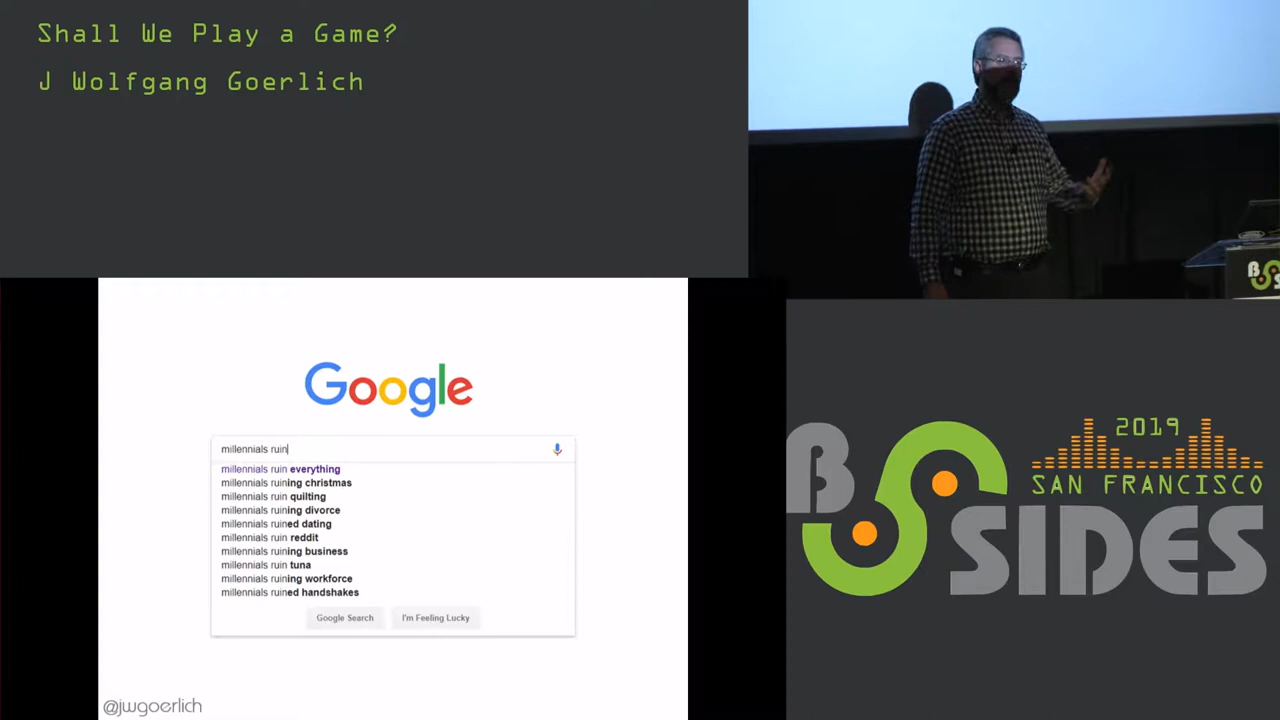 Shall We Play a Game?
J Wolfgang Goerlich
Google
millennials ruin
millennials ruin everything
millennials ruining christmas
millennials ruin quilting
millennials ruining divorce
millennials ruined dating
millennials ruin reddit
millennials ruining business
millennials ruin tuna
millennials ruining workforce
millennials ruined handshakes
Google Search
I'm Feeling Lucky
@jwgoerlich
2019
SAN FRANCISCO
B
SIDES